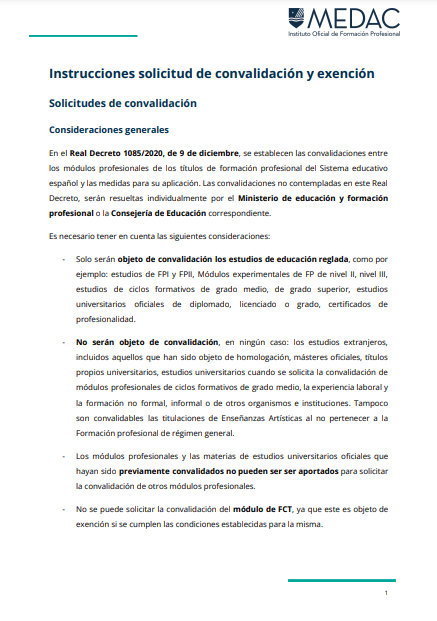 MEDAC
Instituto Oficial de Formación Profesional
Instrucciones solicitud de convalidación y exención
Solicitudes de convalidación
Consideraciones generales
En el Real Decreto 1085/2020, de 9 de diciembre, se establecen las convalidaciones entre
los módulos profesionales de los títulos de formación profesional del Sistema educativo
español y las medidas para su aplicación. Las convalidaciones no contempladas en este Real
Decreto, serán resueltas individualmente por el Ministerio de educación y formación
profesional o la Consejería de Educación correspondiente.
Es necesario tener en cuenta las siguientes consideraciones:
- Solo serán objeto de convalidación los estudios de educación reglada, como por
ejemplo: estudios de FPI y FPII, Módulos experimentales de FP de nivel II, nivel III,
estudios de ciclos formativos de grado medio, de grado superior, estudios
universitarios oficiales de diplomado, licenciado o grado, certificados de
profesionalidad.
- No serán objeto de convalidación, en ningún caso: los estudios extranjeros,
incluidos aquellos que han sido objeto de homologación, másteres oficiales, títulos
propios universitarios, estudios universitarios cuando se solicita la convalidación de
módulos profesionales de ciclos formativos de grado medio, la experiencia laboral y
la formación no formal, informal o de otros organismos e instituciones. Tampoco
son convalidables las titulaciones de Enseñanzas Artísticas al no pertenecer a la
Formación profesional de régimen general.
- Los módulos profesionales y las materias de estudios universitarios oficiales que
hayan sido previamente convalidados no pueden ser ser aportados para solicitar
la convalidación de otros módulos profesionales.
- No se puede solicitar la convalidación del módulo de FCT, ya que este es objeto de
exención si se cumplen las condiciones establecidas para la misma.
1